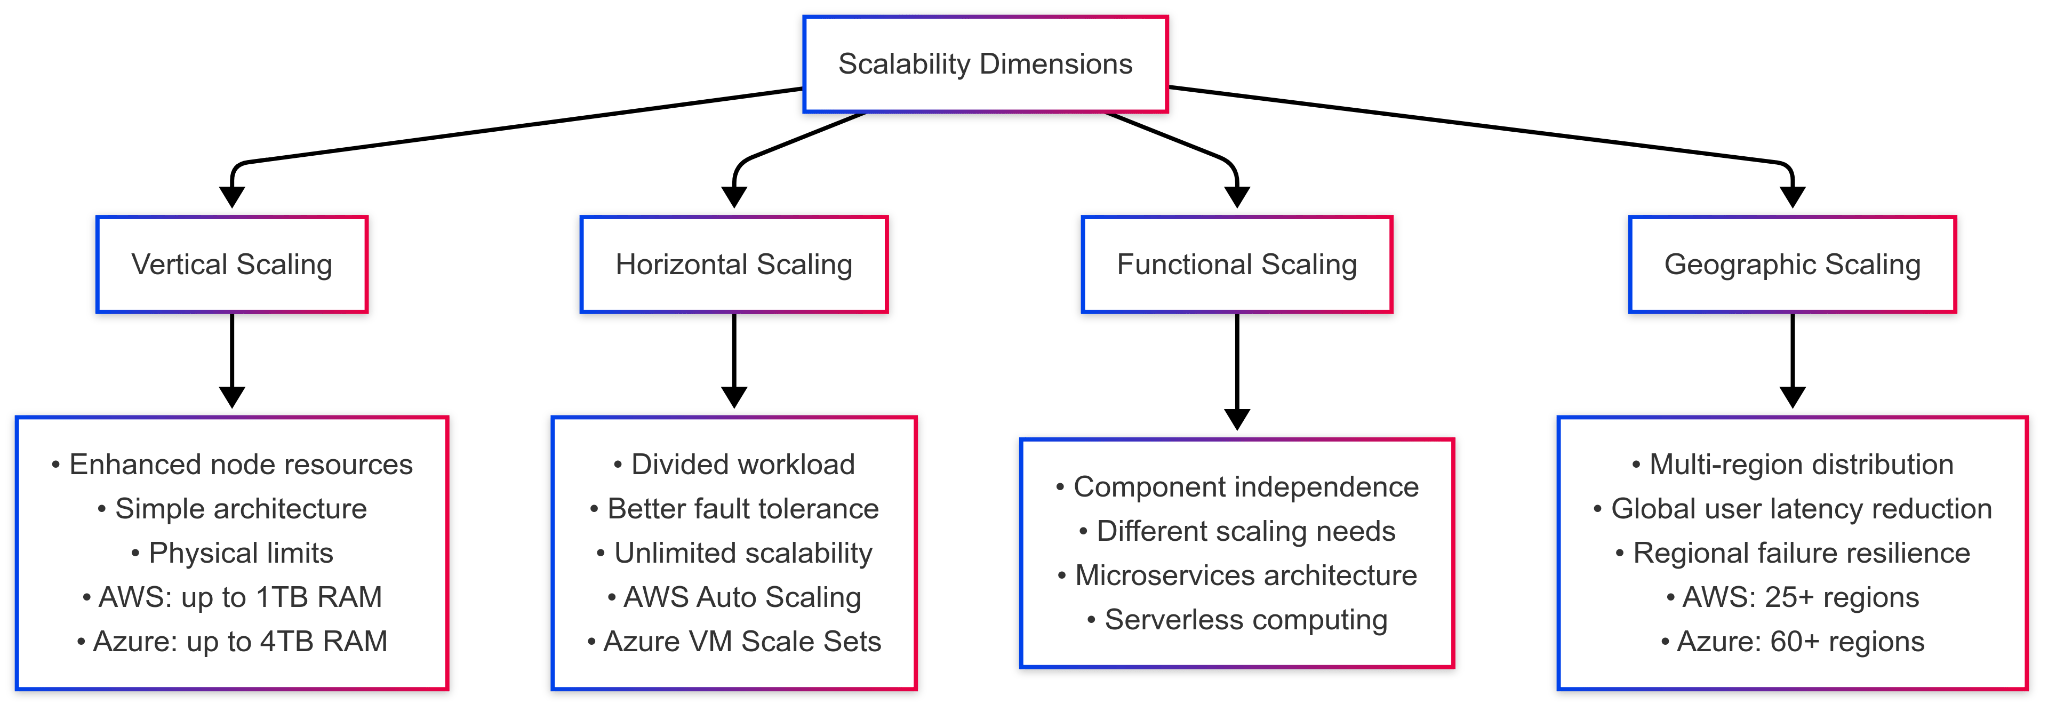 Scalability Dimensions
Vertical Scaling
Horizontal Scaling
Functional Scaling
Geographic Scaling
• Enhanced node resources
• Simple architecture
• Physical limits
• AWS: up to 1TB RAM
• Azure: up to 4TB RAM
• Divided workload
• Better fault tolerance
• Unlimited scalability
• AWS Auto Scaling
• Azure VM Scale Sets
• Component independence
• Different scaling needs
• Microservices architecture
• Serverless computing
• Multi-region distribution
• Global user latency reduction
• Regional failure resilience
• AWS: 25+ regions
• Azure: 60+ regions